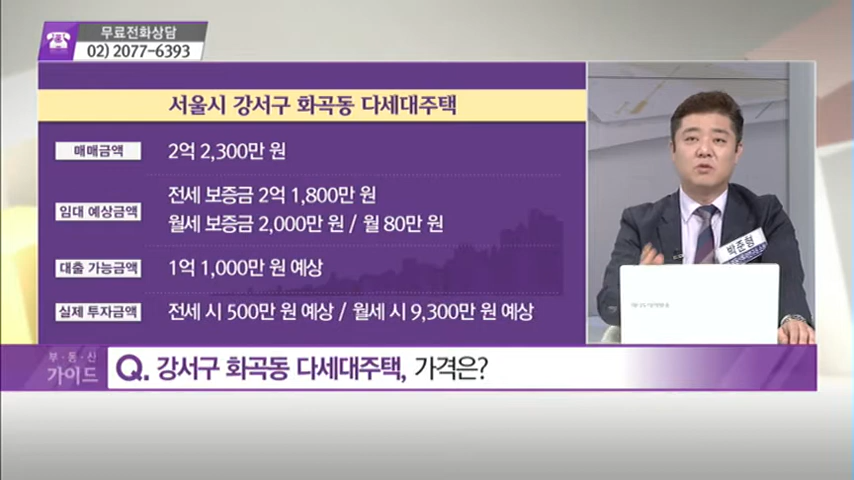 무료전화상담
02) 2077-6393
서울시 강서구 화곡동 다세대주택
매매금액
2억 2,300만 원
임대 예상금액
전세 보증금 2억 1,800만 원
월세 보증금 2,000만 원 / 월 80만 원
대출 가능금액
1억 1,000만 원 예상
실제 투자금액
전세 시 500만 원 예상 / 월세 시 9,300만 원 예상
박준형
부·동·산
가이드
Q. 강서구 화곡동 다세대주택, 가격은?